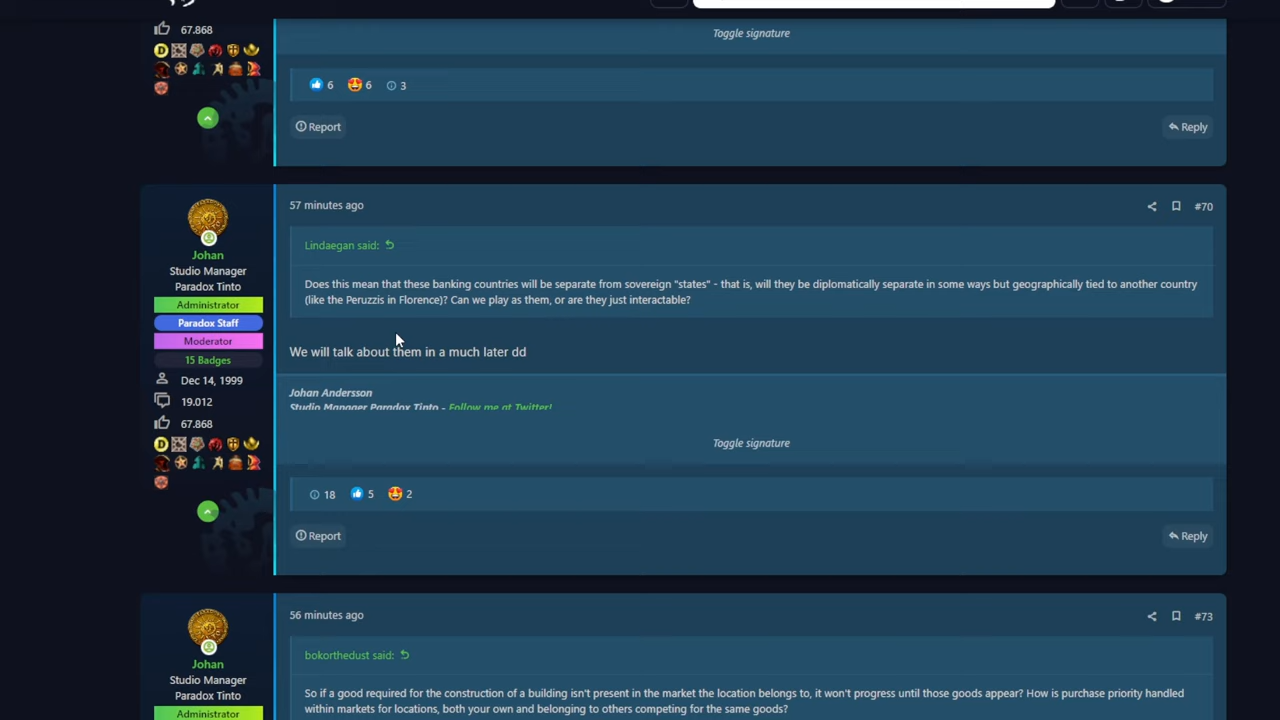 67.868
Toggle signature
6 6 3
Report
Reply
57 minutes ago
#70
Johan
Studio Manager
Paradox Tinto
Administrator
Paradox Staff
Moderator
15 Badges
Dec 14, 1999
19.012
67.868
Lindaegan said:
Does this mean that these banking countries will be separate from sovereign "states" - that is, will they be diplomatically separate in some ways but geographically tied to another country
(like the Peruzzis in Florence)? Can we play as them, or are they just interactable?
We will talk about them in a much later dd
Johan Andersson
Studio Manager Paradox Tinto - Follow me at Twitter!
Toggle signature
18 5 2
Report
Reply
56 minutes ago
#73
Johan
Studio Manager
Paradox Tinto
Administrator
bokorthedust said:
So if a good required for the construction of a building isn't present in the market the location belongs to, it won't progress until those goods appear? How is purchase priority handled
within markets for locations, both your own and belonging to others competing for the same goods?